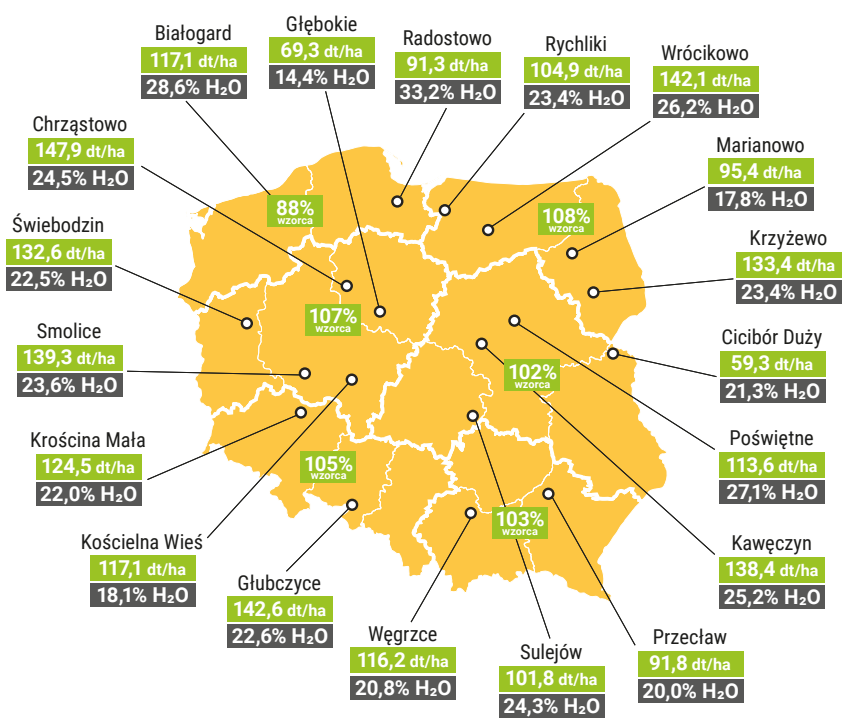 Białogard
117,1 dt/ha
28,6% H₂O
Głębokie
69,3 dt/ha
14,4% H₂O
Radostowo
91,3 dt/ha
33,2% H₂O
Rychliki
104,9 dt/ha
23,4% H₂O
Wrócikowo
142,1 dt/ha
26,2% H₂O
Chrząstowo
147,9 dt/ha
24,5% H₂O
Marianowo
95,4 dt/ha
17,8% H₂O
88%
wzorca
108%
wzorca
Świebodzin
132,6 dt/ha
22,5% H₂O
Krzyżewo
133,4 dt/ha
23,4% H₂O
107%
wzorca
Smolice
139,3 dt/ha
23,6% H₂O
Cicibór Duży
59,3 dt/ha
21,3% H₂O
102%
wzorca
Krościna Mała
124,5 dt/ha
22,0% H₂O
105%
wzorca
Poświętne
113,6 dt/ha
27,1% H₂O
103%
wzorca
Kościelna Wieś
117,1 dt/ha
18,1% H₂O
Kawęczyn
138,4 dt/ha
25,2% H₂O
Głubczyce
142,6 dt/ha
22,6% H₂O
Węgrzce
116,2 dt/ha
20,8% H₂O
Sulejów
101,8 dt/ha
24,3% H₂O
Przecław
91,8 dt/ha
20,0% H₂O